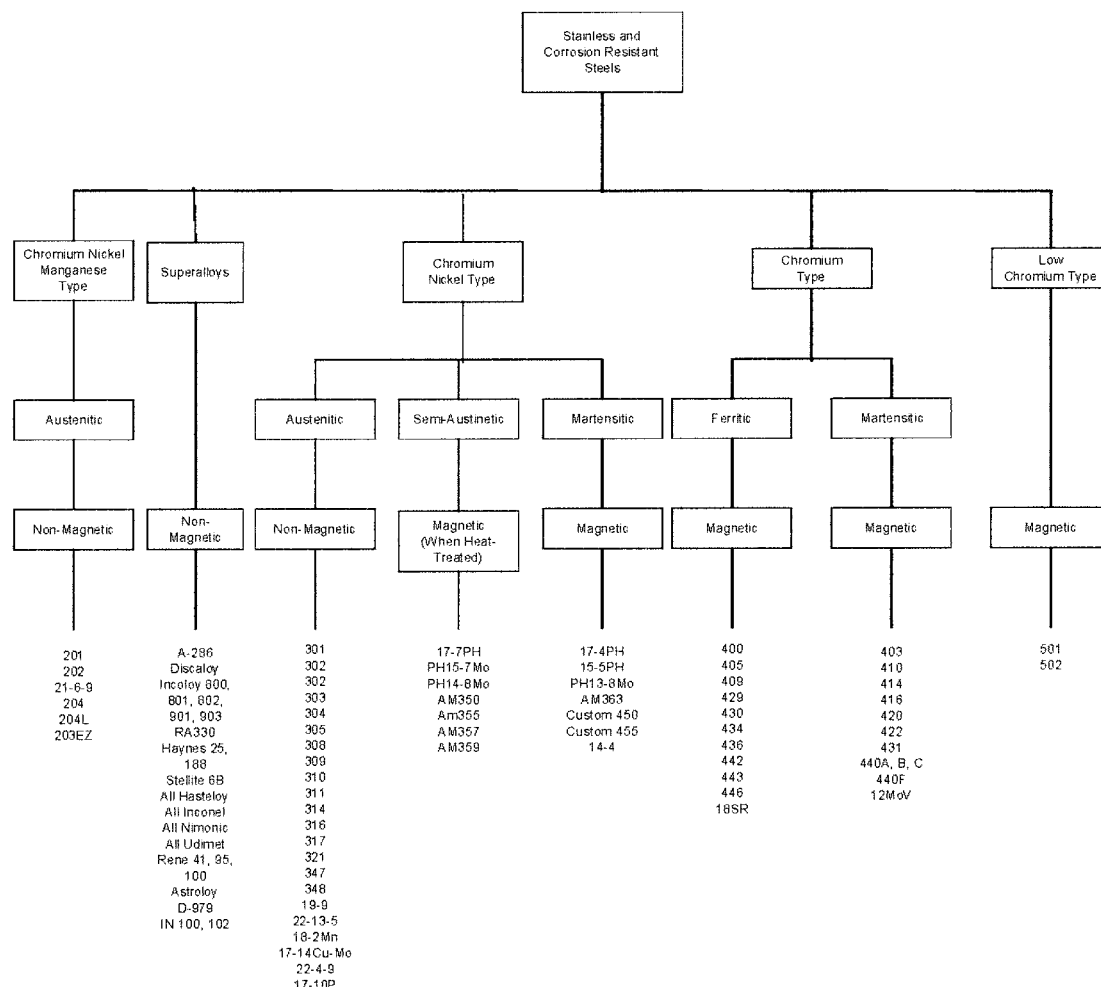 Stainless and
Corrosion Resistant
Steels
Chromium Nickel
Manganese
Type
Superalloys
Chromium
Nickel Type
Chromium
Type
Low
Chromium Type
Austenitic
Austenitic
Semi-Austinetic
Martensitic
Ferritic
Martensitic
Non-Magnetic
Non-
Magnetic
Non-Magnetic
Magnetic
(When Heat-
Treated)
Magnetic
Magnetic
Magnetic
Magnetic
201
202
21-6-9
204
204L
203EZ
A-286
Discaloy
Incoloy 800,
801, 802,
901, 903
RA330
Haynes 25,
188
Stellite 6B
All Hasteloy
All Inconel
All Nimonic
All Udimet
Rene 41, 95,
100
Astroloy
D-979
IN 100, 102
301
302
302
303
304
305
308
309
310
311
314
316
317
321
347
348
19-9
22-13-5
18-2Mn
17-14Cu-Mo
22-4-9
17-10P
17-7PH
PH15-7Mo
PH14-8Mo
AM350
Am355
AM357
AM359
17-4PH
15-5PH
PH13-8Mo
AM363
Custom 450
Custom 455
14-4
400
405
409
429
430
434
436
442
443
446
18SR
403
410
414
416
420
422
431
440A, B, C
440F
12MoV
501
502